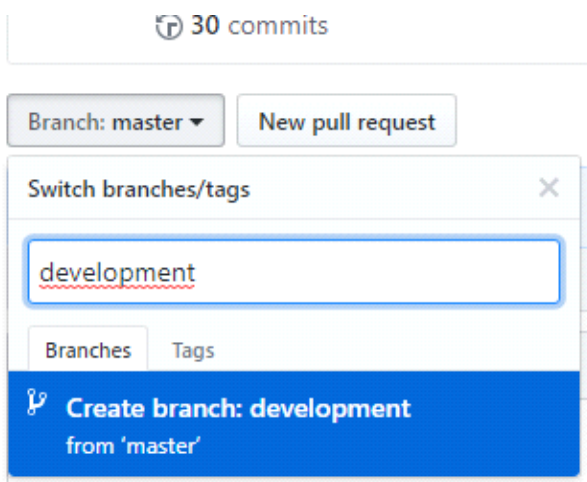 30 commits
Branch: master
New pull request
Switch branches/tags
development
Branches
Tags
Create branch: development
from ‘master’